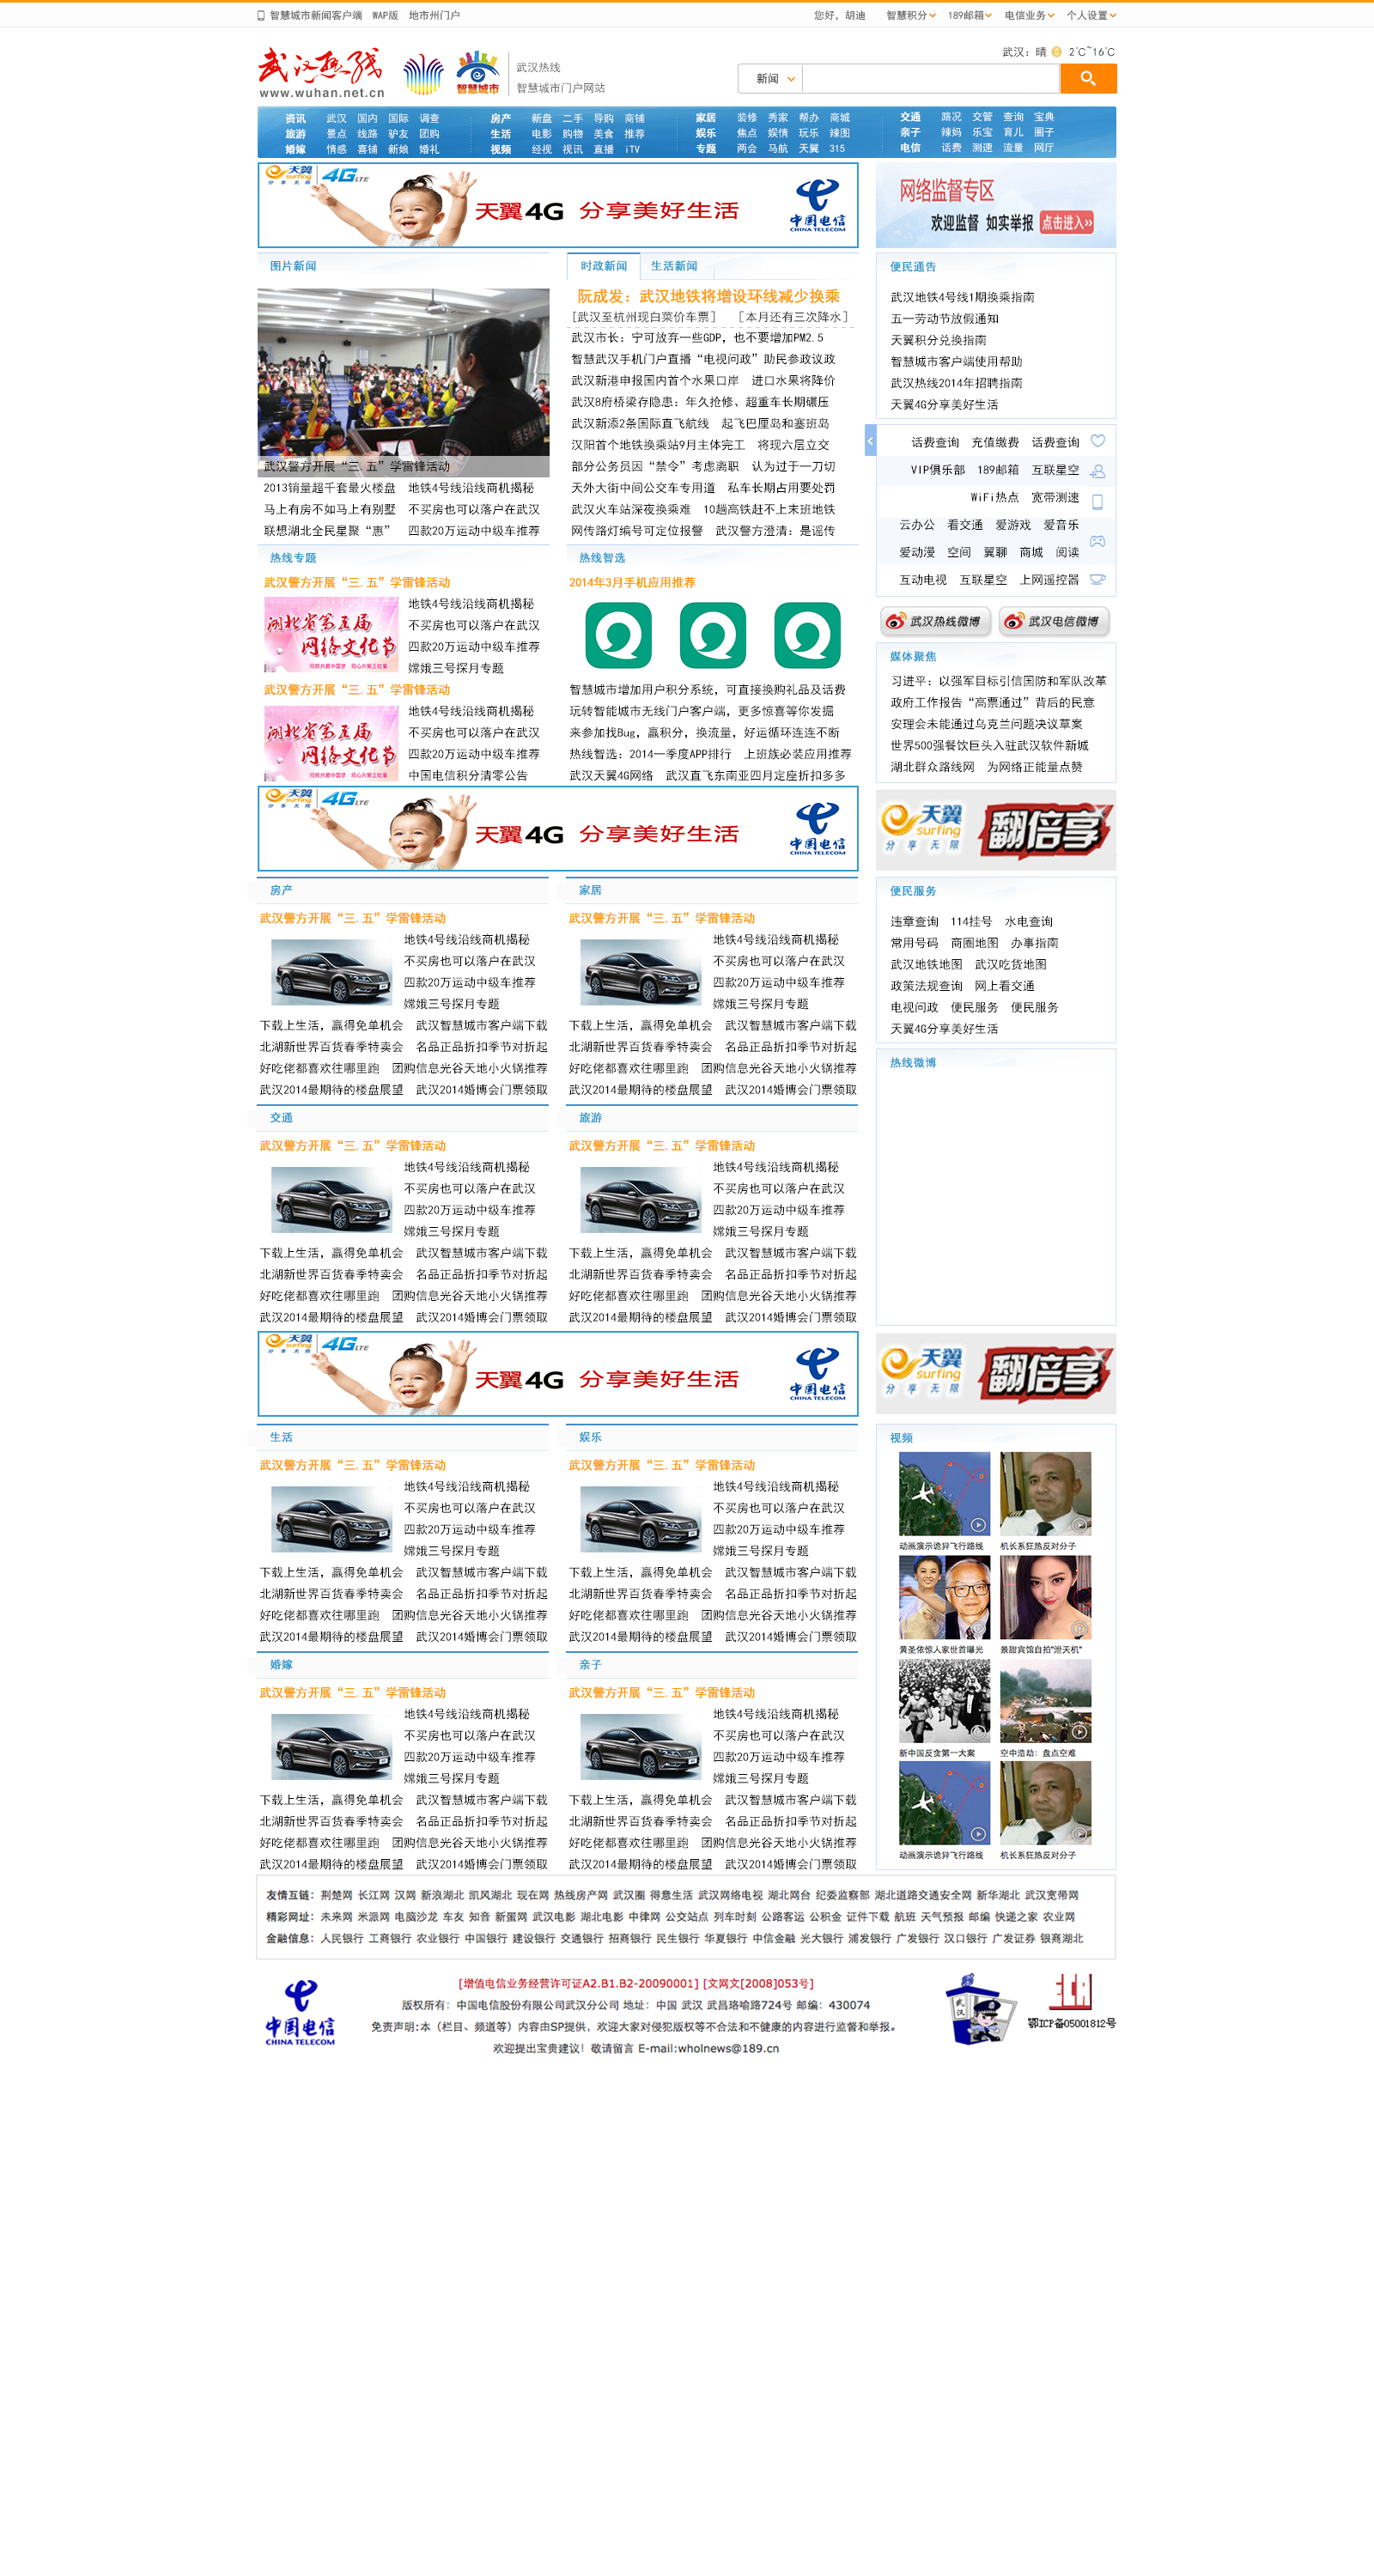 智慧城市新闻客户端 WAP版 地市州门户
您好，胡迪 智慧积分 189邮箱 电信业务 个人设置
武汉：晴 2℃~16℃
武汉热线
www.wuhan.net.cn
智慧城市
武汉热线
智慧城市门户网站
新闻
资讯 武汉 国内 国际 调查
旅游 景点 线路 驴友 团购
婚嫁 情感 喜铺 新娘 婚礼
房产 新盘 二手 导购 商铺
生活 电影 购物 美食 推荐
视频 经视 视讯 直播 iTV
家居 装修 秀家 帮办 商城
娱乐 焦点 娱情 玩乐 辣图
专题 两会 马航 天翼 315
交通 路况 交管 查询 宝典
亲子 辣妈 乐宝 育儿 圈子
电信 话费 测速 流量 网厅
天翼 surfing 分享无限 4G LTE
天翼4G 分享美好生活
中国电信 CHINA TELECOM
网络监督专区
欢迎监督 如实举报 点击进入>>
图片新闻
武汉警方开展“三.五”学雷锋活动
2013销量超千套最火楼盘 地铁4号线沿线商机揭秘
马上有房不如马上有别墅 不买房也可以落户在武汉
联想湖北全民星聚“惠” 四款20万运动中级车推荐
时政新闻 生活新闻
阮成发：武汉地铁将增设环线减少换乘
[武汉至杭州现白菜价车票] [本月还有三次降水]
武汉市长：宁可放弃一些GDP，也不要增加PM2.5
智慧武汉手机门户直播“电视问政”助民参政议政
武汉新港申报国内首个水果口岸 进口水果将降价
武汉8府桥梁存隐患：年久抢修、超重车长期碾压
武汉新添2条国际直飞航线 起飞巴厘岛和塞班岛
汉阳首个地铁换乘站9月主体完工 将现六层立交
部分公务员因“禁令”考虑离职 认为过于一刀切
天外大街中间公交车专用道 私车长期占用要处罚
武汉火车站深夜换乘难 10趟高铁赶不上末班地铁
网传路灯编号可定位报警 武汉警方澄清：是谣传
便民通告
武汉地铁4号线1期换乘指南
五一劳动节放假通知
天翼积分兑换指南
智慧城市客户端使用帮助
武汉热线2014年招聘指南
天翼4G分享美好生活
话费查询 充值缴费 话费查询
VIP俱乐部 189邮箱 互联星空
WiFi热点 宽带测速
云办公 看交通 爱游戏 爱音乐
爱动漫 空间 翼聊 商城 阅读
互动电视 互联星空 上网遥控器
武汉热线微博 武汉电信微博
热线专题
武汉警方开展“三.五”学雷锋活动
湖北省第五届
网络文化节
地铁4号线沿线商机揭秘
不买房也可以落户在武汉
四款20万运动中级车推荐
嫦娥三号探月专题
武汉警方开展“三.五”学雷锋活动
湖北省第五届
网络文化节
地铁4号线沿线商机揭秘
不买房也可以落户在武汉
四款20万运动中级车推荐
中国电信积分清零公告
热线智选
2014年3月手机应用推荐
智慧城市增加用户积分系统，可直接换购礼品及话费
玩转智能城市无线门户客户端，更多惊喜等你发掘
来参加找Bug，赢积分，换流量，好运循环连连不断
热线智选：2014一季度APP排行 上班族必装应用推荐
武汉天翼4G网络 武汉直飞东南亚四月定座折扣多多
媒体聚焦
习进平：以强军目标引信国防和军队改革
政府工作报告“高票通过”背后的民意
安理会未能通过乌克兰问题决议草案
世界500强餐饮巨头入驻武汉软件新城
湖北群众路线网 为网络正能量点赞
天翼 surfing 分享无限 4G LTE
天翼4G 分享美好生活
中国电信 CHINA TELECOM
天翼 surfing 分享无限 翻倍享
房产
武汉警方开展“三.五”学雷锋活动
地铁4号线沿线商机揭秘
不买房也可以落户在武汉
四款20万运动中级车推荐
嫦娥三号探月专题
下载上生活，赢得免单机会 武汉智慧城市客户端下载
北湖新世界百货春季特卖会 名品正品折扣季节对折起
好吃佬都喜欢往哪里跑 团购信息光谷天地小火锅推荐
武汉2014最期待的楼盘展望 武汉2014婚博会门票领取
家居
武汉警方开展“三.五”学雷锋活动
地铁4号线沿线商机揭秘
不买房也可以落户在武汉
四款20万运动中级车推荐
嫦娥三号探月专题
下载上生活，赢得免单机会 武汉智慧城市客户端下载
北湖新世界百货春季特卖会 名品正品折扣季节对折起
好吃佬都喜欢往哪里跑 团购信息光谷天地小火锅推荐
武汉2014最期待的楼盘展望 武汉2014婚博会门票领取
便民服务
违章查询 114挂号 水电查询
常用号码 商圈地图 办事指南
武汉地铁地图 武汉吃货地图
政策法规查询 网上看交通
电视问政 便民服务 便民服务
天翼4G分享美好生活
热线微博
交通
武汉警方开展“三.五”学雷锋活动
地铁4号线沿线商机揭秘
不买房也可以落户在武汉
四款20万运动中级车推荐
嫦娥三号探月专题
下载上生活，赢得免单机会 武汉智慧城市客户端下载
北湖新世界百货春季特卖会 名品正品折扣季节对折起
好吃佬都喜欢往哪里跑 团购信息光谷天地小火锅推荐
武汉2014最期待的楼盘展望 武汉2014婚博会门票领取
旅游
武汉警方开展“三.五”学雷锋活动
地铁4号线沿线商机揭秘
不买房也可以落户在武汉
四款20万运动中级车推荐
嫦娥三号探月专题
下载上生活，赢得免单机会 武汉智慧城市客户端下载
北湖新世界百货春季特卖会 名品正品折扣季节对折起
好吃佬都喜欢往哪里跑 团购信息光谷天地小火锅推荐
武汉2014最期待的楼盘展望 武汉2014婚博会门票领取
天翼 surfing 分享无限 4G LTE
天翼4G 分享美好生活
中国电信 CHINA TELECOM
天翼 surfing 分享无限 翻倍享
生活
武汉警方开展“三.五”学雷锋活动
地铁4号线沿线商机揭秘
不买房也可以落户在武汉
四款20万运动中级车推荐
嫦娥三号探月专题
下载上生活，赢得免单机会 武汉智慧城市客户端下载
北湖新世界百货春季特卖会 名品正品折扣季节对折起
好吃佬都喜欢往哪里跑 团购信息光谷天地小火锅推荐
武汉2014最期待的楼盘展望 武汉2014婚博会门票领取
娱乐
武汉警方开展“三.五”学雷锋活动
地铁4号线沿线商机揭秘
不买房也可以落户在武汉
四款20万运动中级车推荐
嫦娥三号探月专题
下载上生活，赢得免单机会 武汉智慧城市客户端下载
北湖新世界百货春季特卖会 名品正品折扣季节对折起
好吃佬都喜欢往哪里跑 团购信息光谷天地小火锅推荐
武汉2014最期待的楼盘展望 武汉2014婚博会门票领取
视频
动画演示诡异飞行路线 机长系狂热反对分子
黄圣依惊人家世首曝光 景甜宾馆自拍"泄天机"
新中国反贪第一大案 空中浩劫：盘点空难
动画演示诡异飞行路线 机长系狂热反对分子
婚嫁
武汉警方开展“三.五”学雷锋活动
地铁4号线沿线商机揭秘
不买房也可以落户在武汉
四款20万运动中级车推荐
嫦娥三号探月专题
下载上生活，赢得免单机会 武汉智慧城市客户端下载
北湖新世界百货春季特卖会 名品正品折扣季节对折起
好吃佬都喜欢往哪里跑 团购信息光谷天地小火锅推荐
武汉2014最期待的楼盘展望 武汉2014婚博会门票领取
亲子
武汉警方开展“三.五”学雷锋活动
地铁4号线沿线商机揭秘
不买房也可以落户在武汉
四款20万运动中级车推荐
嫦娥三号探月专题
下载上生活，赢得免单机会 武汉智慧城市客户端下载
北湖新世界百货春季特卖会 名品正品折扣季节对折起
好吃佬都喜欢往哪里跑 团购信息光谷天地小火锅推荐
武汉2014最期待的楼盘展望 武汉2014婚博会门票领取
友情互链：荆楚网 长江网 汉网 新浪湖北 凯风湖北 现在网 热线房产网 武汉圈 得意生活 武汉网络电视 湖北网台 纪委监察部 湖北道路交通安全网 新华湖北 武汉宽带网
精彩网址：未来网 米派网 电脑沙龙 车友 知音 新蛋网 武汉电影 湖北电影 中律网 公交站点 列车时刻 公路客运 公积金 证件下载 航班 天气预报 邮编 快递之家 农业网
金融信息：人民银行 工商银行 农业银行 中国银行 建设银行 交通银行 招商银行 民生银行 华夏银行 中信金融 光大银行 浦发银行 广发银行 汉口银行 广发证券 银商湖北
中国电信
CHINA TELECOM
[增值电信业务经营许可证A2.B1.B2-20090001] [文网文[2008]053号]
版权所有：中国电信股份有限公司武汉分公司 地址：中国 武汉 武昌珞喻路724号 邮编：430074
免责声明:本（栏目、频道等）内容由SP提供，欢迎大家对侵犯版权等不合法和不健康的内容进行监督和举报。
欢迎提出宝贵建议！敬请留言 E-mail:wholnews@189.cn
武汉
鄂ICP备05001812号